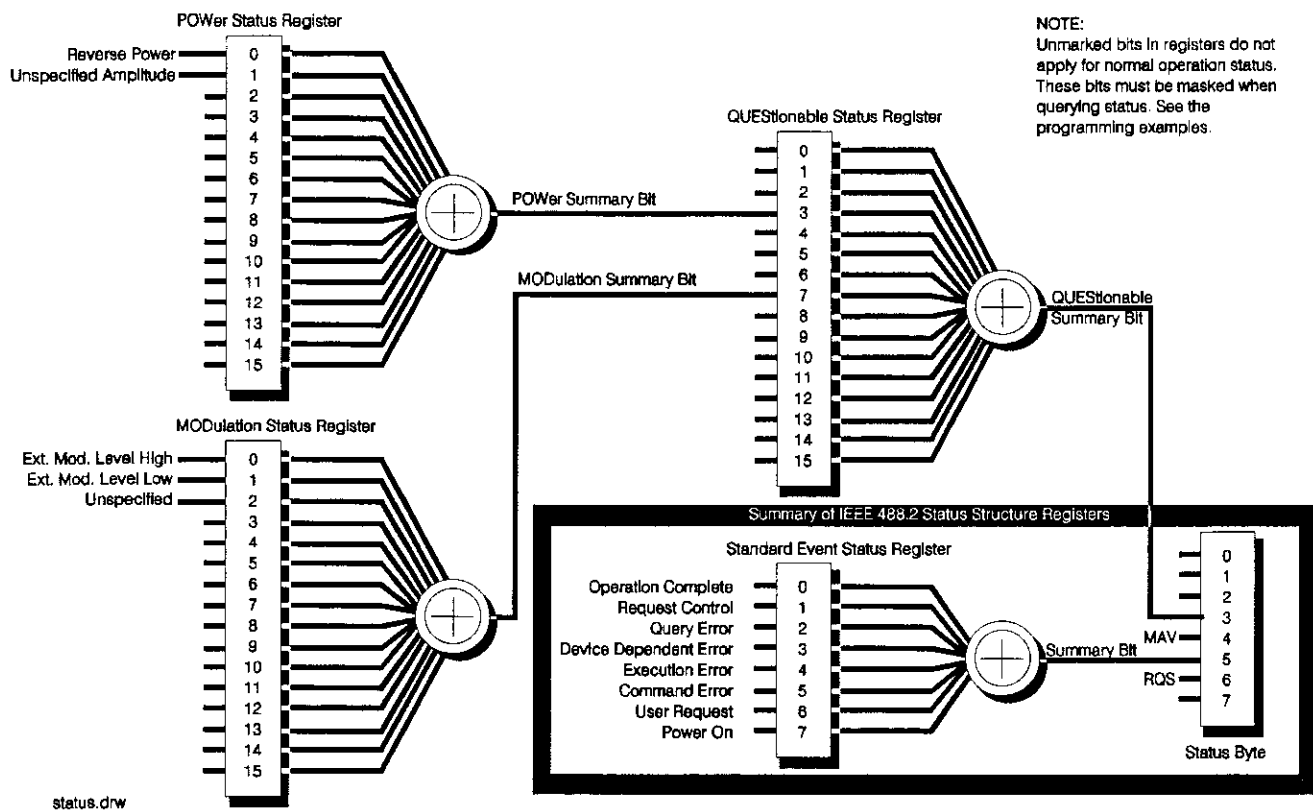 POWer Status Register
Reverse Power
Unspecified Amplitude
0
1
2
3
4
5
6
7
8
9
10
11
12
13
14
15
POWer Summary Bit
MODulation Status Register
Ext. Mod. Level High
Ext. Mod. Level Low
Unspecified
0
1
2
3
4
5
6
7
8
9
10
11
12
13
14
15
MODulation Summary Bit
status.drw
NOTE:
Unmarked bits in registers do not
apply for normal operation status.
These bits must be masked when
querying status. See the
programming examples.
QUEStionable Status Register
0
1
2
3
4
5
6
7
8
9
10
11
12
13
14
15
QUEStionable
Summary Bit
Summary of IEEE 488.2 Status Structure Registers
Standard Event Status Register
Operation Complete
Request Control
Query Error
Device Dependent Error
Execution Error
Command Error
User Request
Power On
0
1
2
3
4
5
6
7
Summary Bit
MAV
RQS
0
1
2
3
4
5
6
7
Status Byte